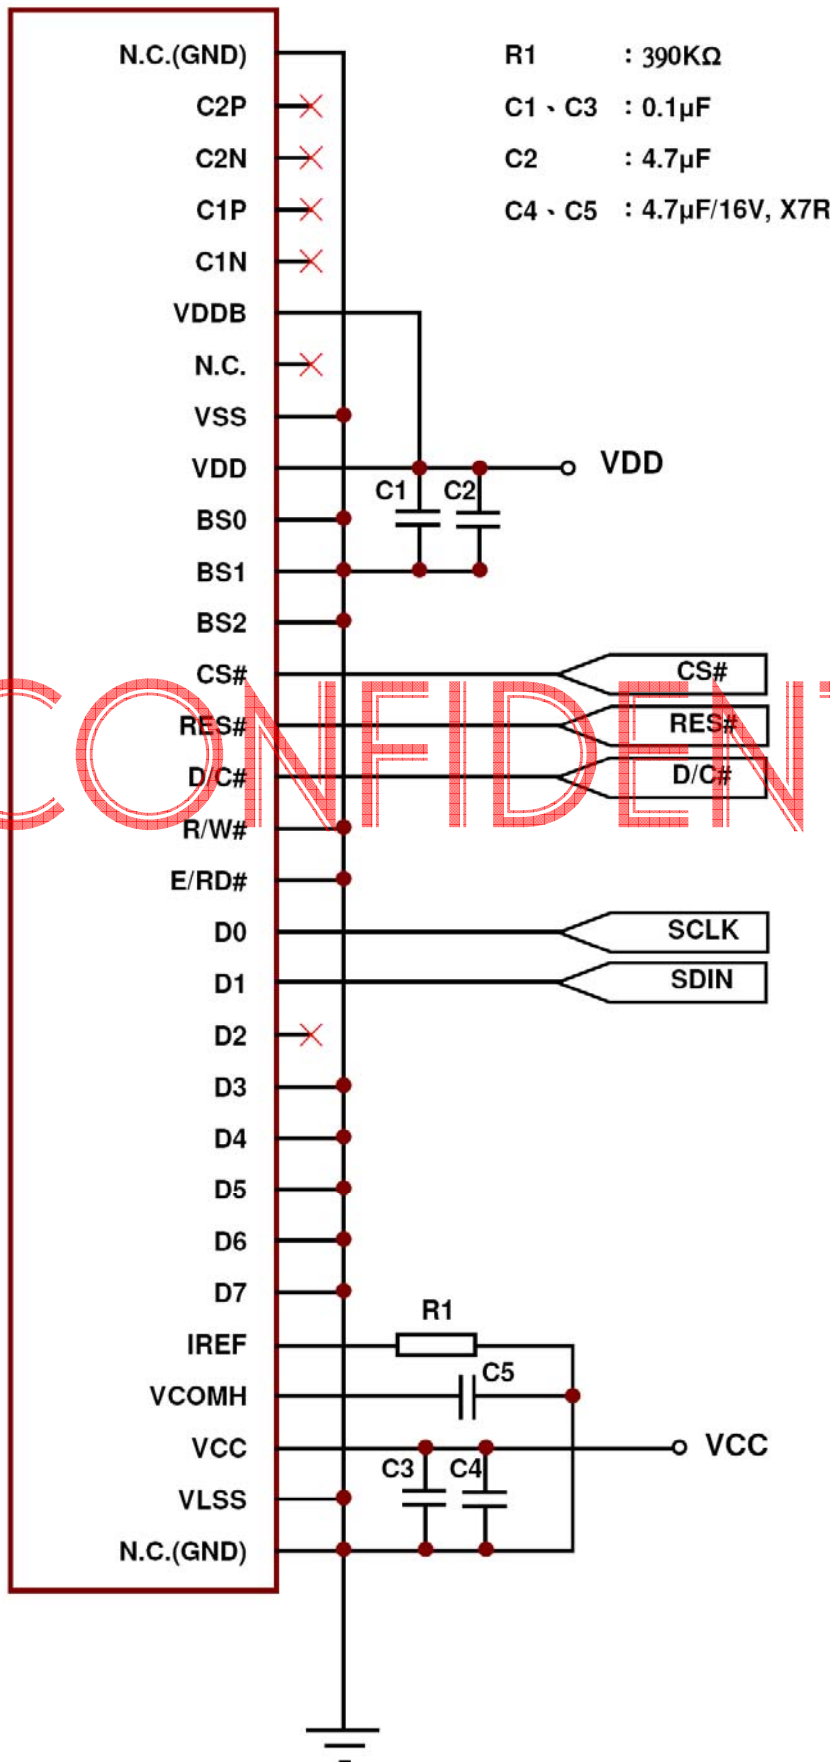 N.C.(GND)
R1 : 390KΩ
C2P
C1、C3 : 0.1μF
C2N
C2 : 4.7μF
C1P
C4、C5 : 4.7μF/16V, X7R
C1N
VDDB
N.C.
VSS
VDD
VDD
C1
C2
BS0
BS1
BS2
CS#
CS#
RES#
RES#
CONFIDENT
D/C#
D/C#
R/W#
E/RD#
D0
SCLK
D1
SDIN
D2
D3
D4
D5
D6
D7
R1
IREF
C5
VCOMH
VCC
VCC
C3
C4
VLSS
N.C.(GND)